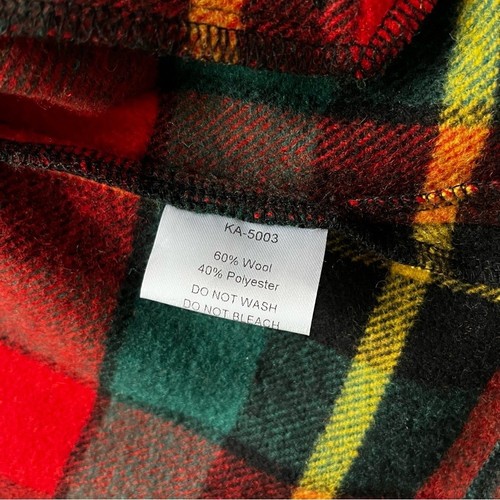 KA-5003
60% Wool
40% Polyester
DO NOT WASH
DO NOT BLEACH